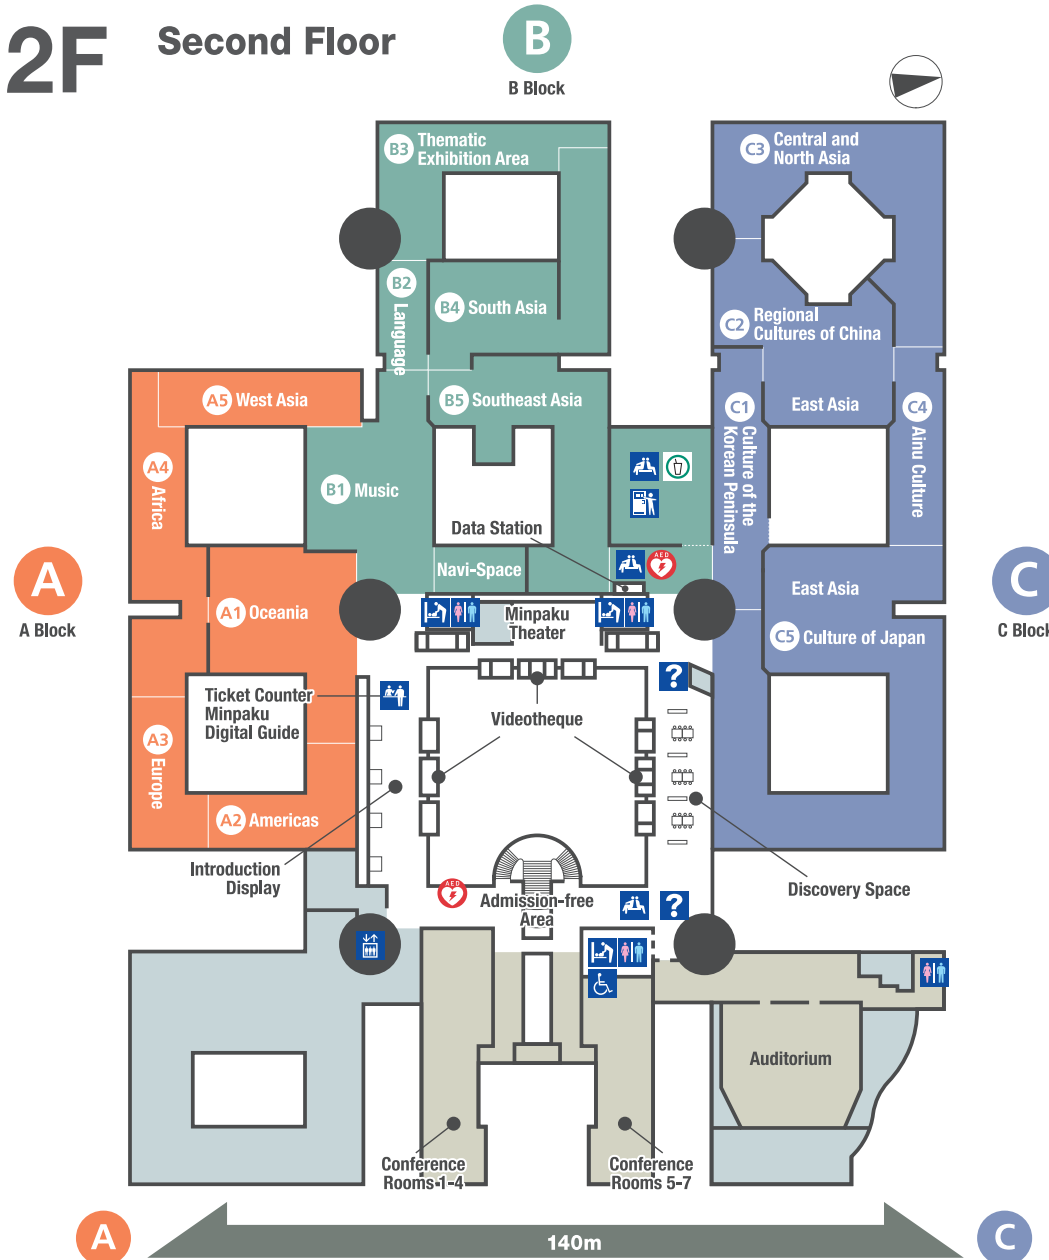 2F
Second Floor
B
B Block
B3 Thematic
Exhibition Area
C3 Central and
North Asia
B2 Language
B4 South Asia
C2 Regional
Cultures of China
A5 West Asia
B5 Southeast Asia
East Asia
C1 Culture of the
Korean Peninsula
C4 Ainu Culture
A4 Africa
B1 Music
Data Station
AED
Navi-Space
A
A Block
A1 Oceania
Minpaku
Theater
East Asia
C5 Culture of Japan
C
C Block
Ticket Counter
Minpaku
Digital Guide
?
Videotheque
A3 Europe
A2 Americas
Introduction
Display
AED
Admission-free
Area
?
Discovery Space
Auditorium
Conference
Rooms 1-4
Conference
Rooms 5-7
A
140m
C